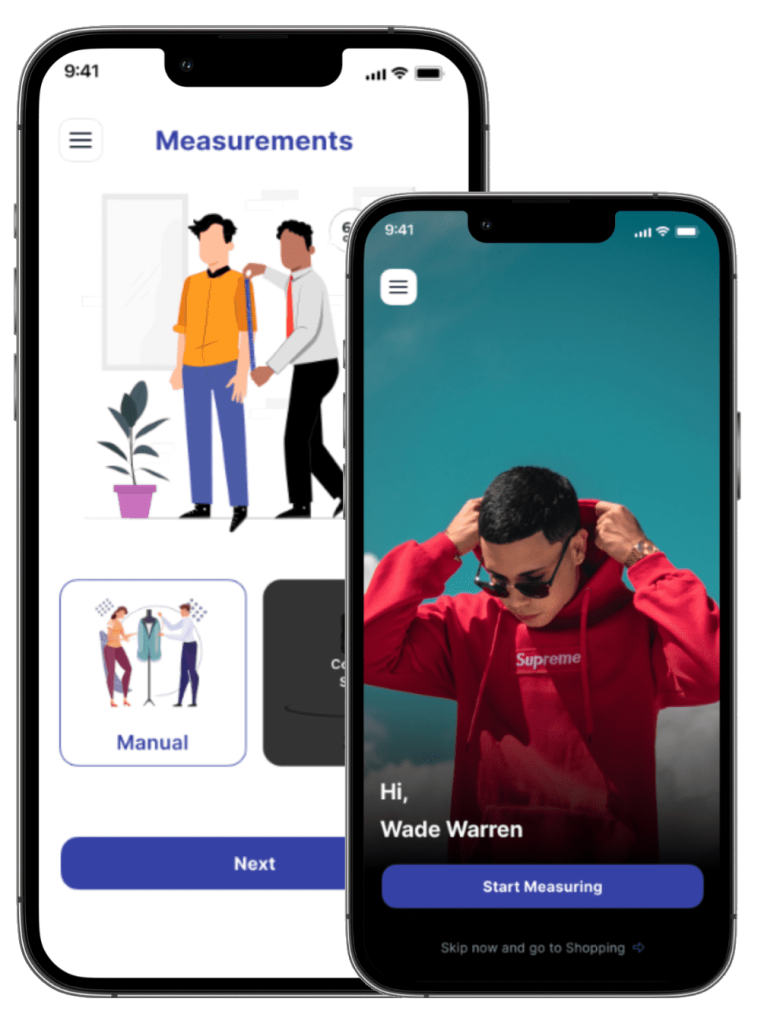 9:41
Measurements
6
Manual
Next
9:41
Supreme
Hi,
Wade Warren
Start Measuring
Skip now and go to Shopping